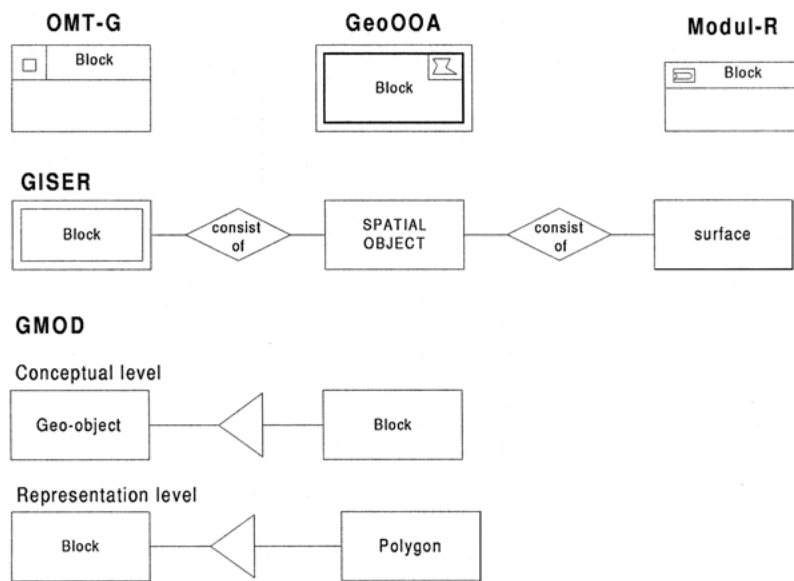 OMT-G
GeoOOA
Modul-R
Block
Block
Block
GISER
Block
consist
of
SPATIAL
OBJECT
consist
of
surface
GMOD
Conceptual level
Geo-object
Block
Representation level
Block
Polygon